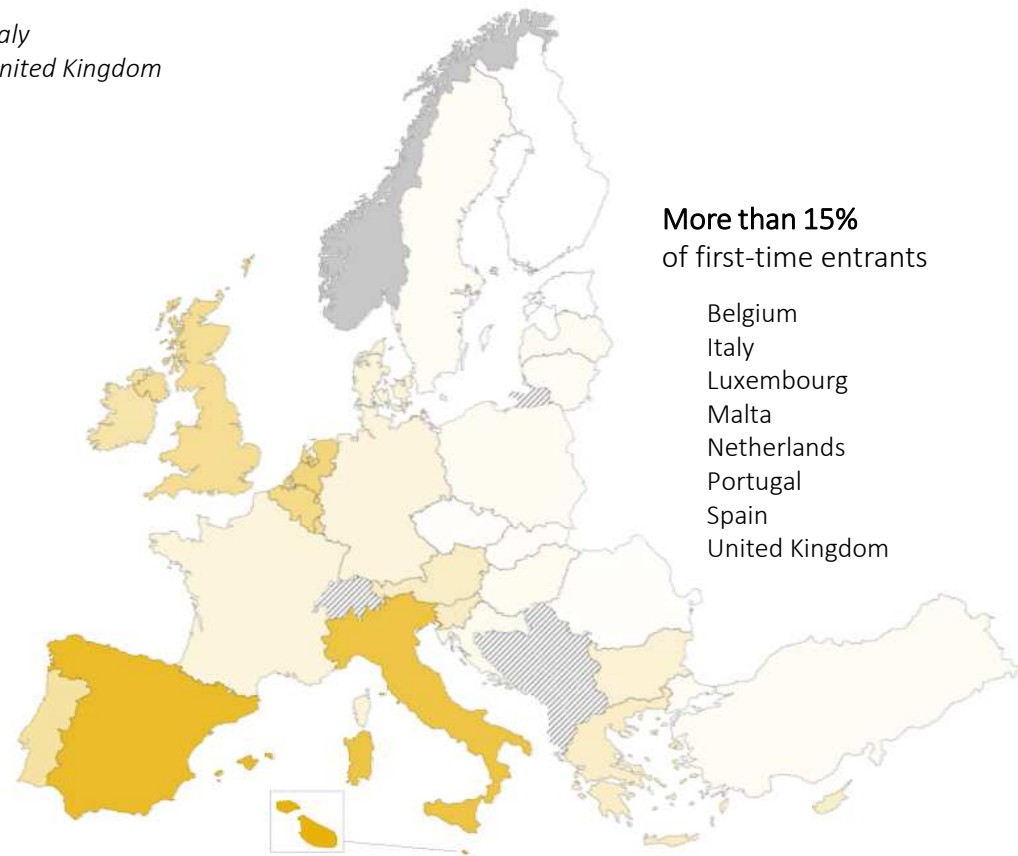 aly
nited Kingdom
More than 15%
of first-time entrants
Belgium
Italy
Luxembourg
Malta
Netherlands
Portugal
Spain
United Kingdom